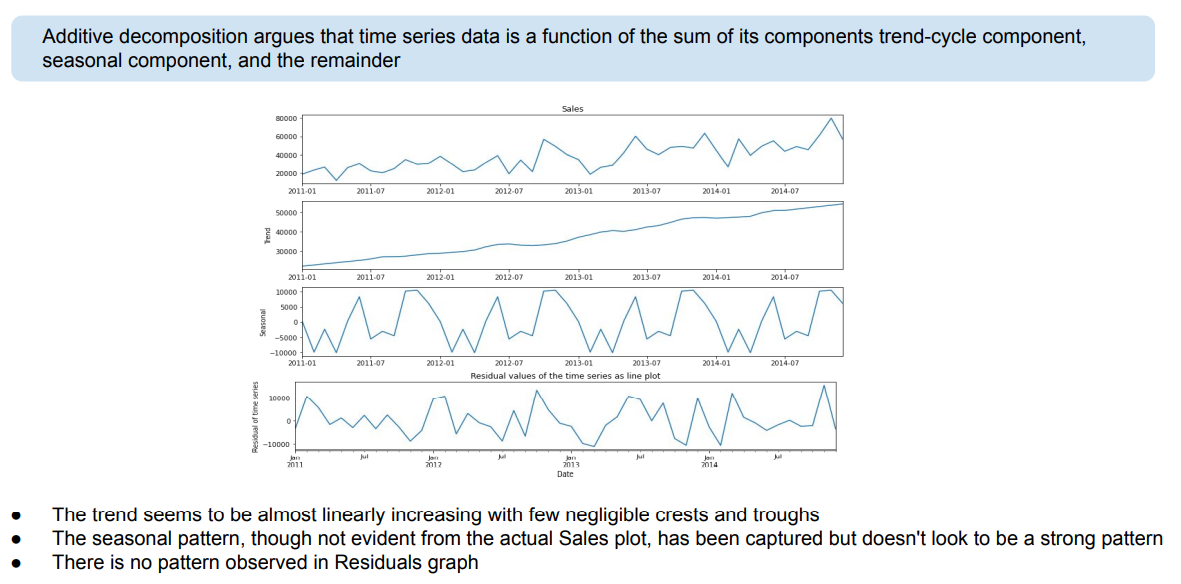 Additive decomposition argues that time series data is a function of the sum of its components trend-cycle component,
seasonal component, and the remainder
Sales
80000
60000
40000
20000
2011-01 2011-07 2012-01 2012-07 2013-01 2013-07 2014-01 2014-07
Trend
50000
40000
30000
2011-01 2011-07 2012-01 2012-07 2013-01 2013-07 2014-01 2014-07
Seasonal
10000
5000
0
−5000
−10000
2011-01 2011-07 2012-01 2012-07 2013-01 2013-07 2014-01 2014-07
Residual values of the time series as line plot
Residual of time series
10000
0
−10000
Jan Jul Jan Jul Jan Jul Jan Jul
2011 2012 2013 2014
Date
● The trend seems to be almost linearly increasing with few negligible crests and troughs
● The seasonal pattern, though not evident from the actual Sales plot, has been captured but doesn't look to be a strong pattern
● There is no pattern observed in Residuals graph